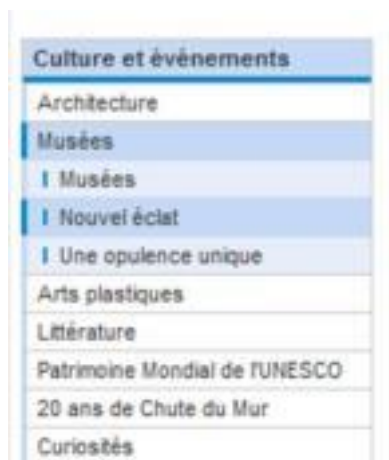 Culture et événements
Architecture
Musées
Musées
Nouvel éclat
Une opulence unique
Arts plastiques
Littérature
Patrimoine Mondial de l'UNESCO
20 ans de Chute du Mur
Curiosités